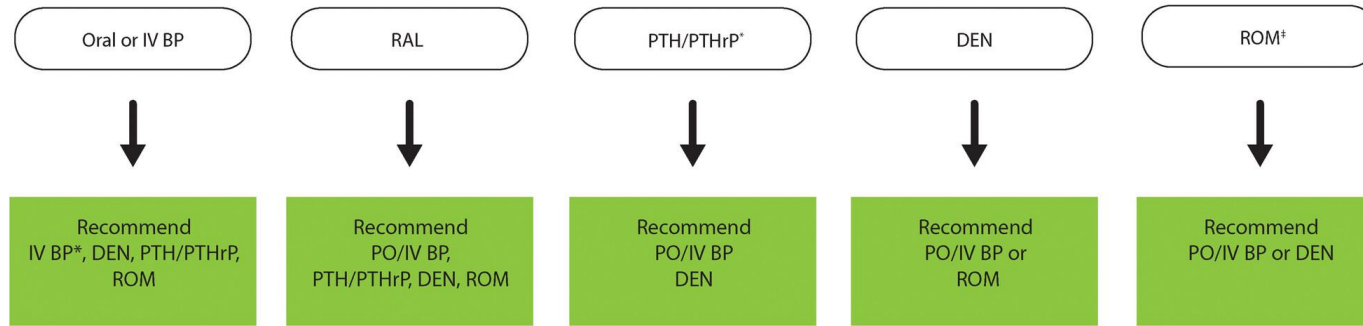 Oral or IV BP
RAL
PTH/PTHrP*
DEN
ROM‡
Recommend
IV BP*, DEN, PTH/PTHrP,
ROM
Recommend
PO/IV BP,
PTH/PTHrP, DEN, ROM
Recommend
PO/IV BP
DEN
Recommend
PO/IV BP or
ROM
Recommend
PO/IV BP or DEN